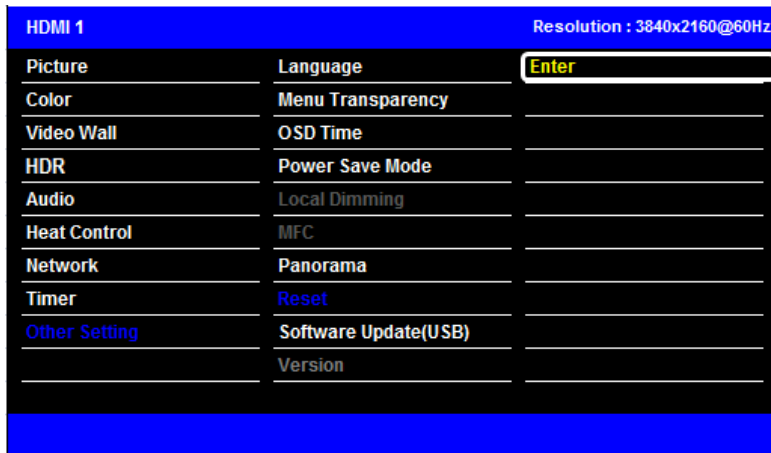 HDMI 1
Resolution : 3840x2160@60Hz
Picture
Color
Video Wall
HDR
Audio
Heat Control
Network
Timer
Other Setting
Language
Menu Transparency
OSD Time
Power Save Mode
Local Dimming
MFC
Panorama
Reset
Software Update(USB)
Version
Enter